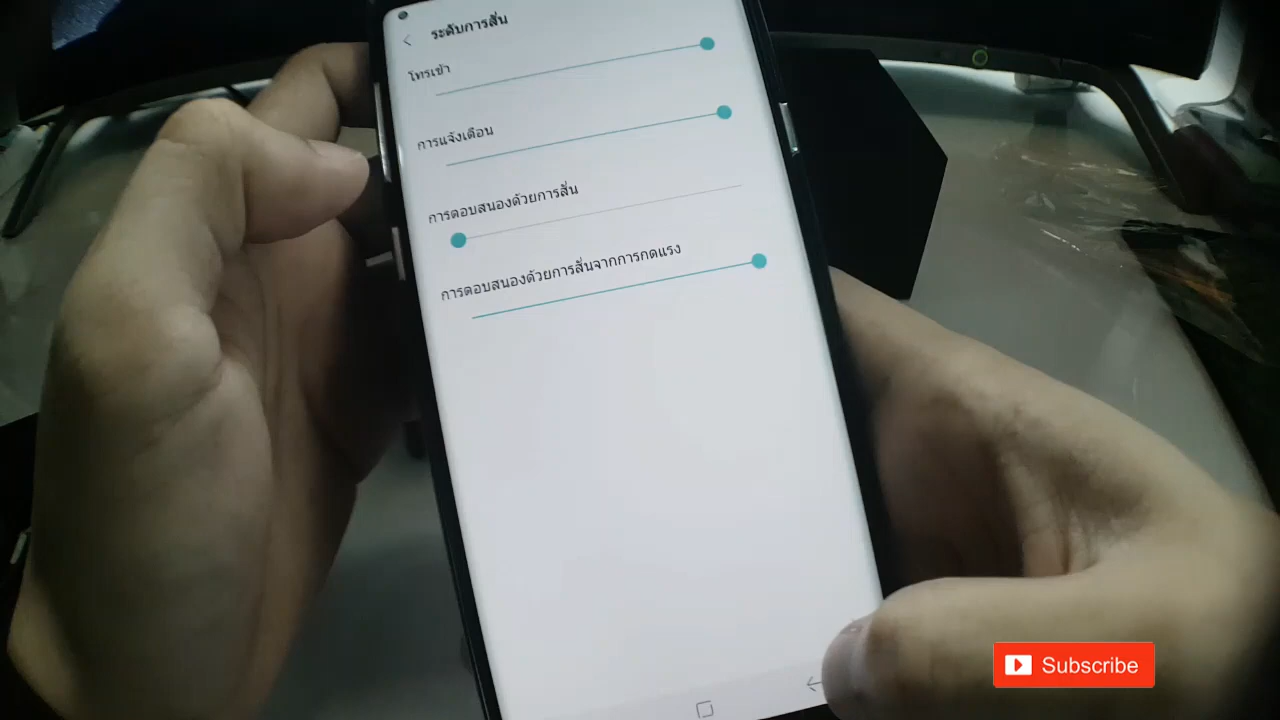 ระดับการสั่น
โทรเข้า
การแจ้งเตือน
การตอบสนองด้วยการสั่น
การตอบสนองด้วยการสั่นจากการกดแรง
Subscribe